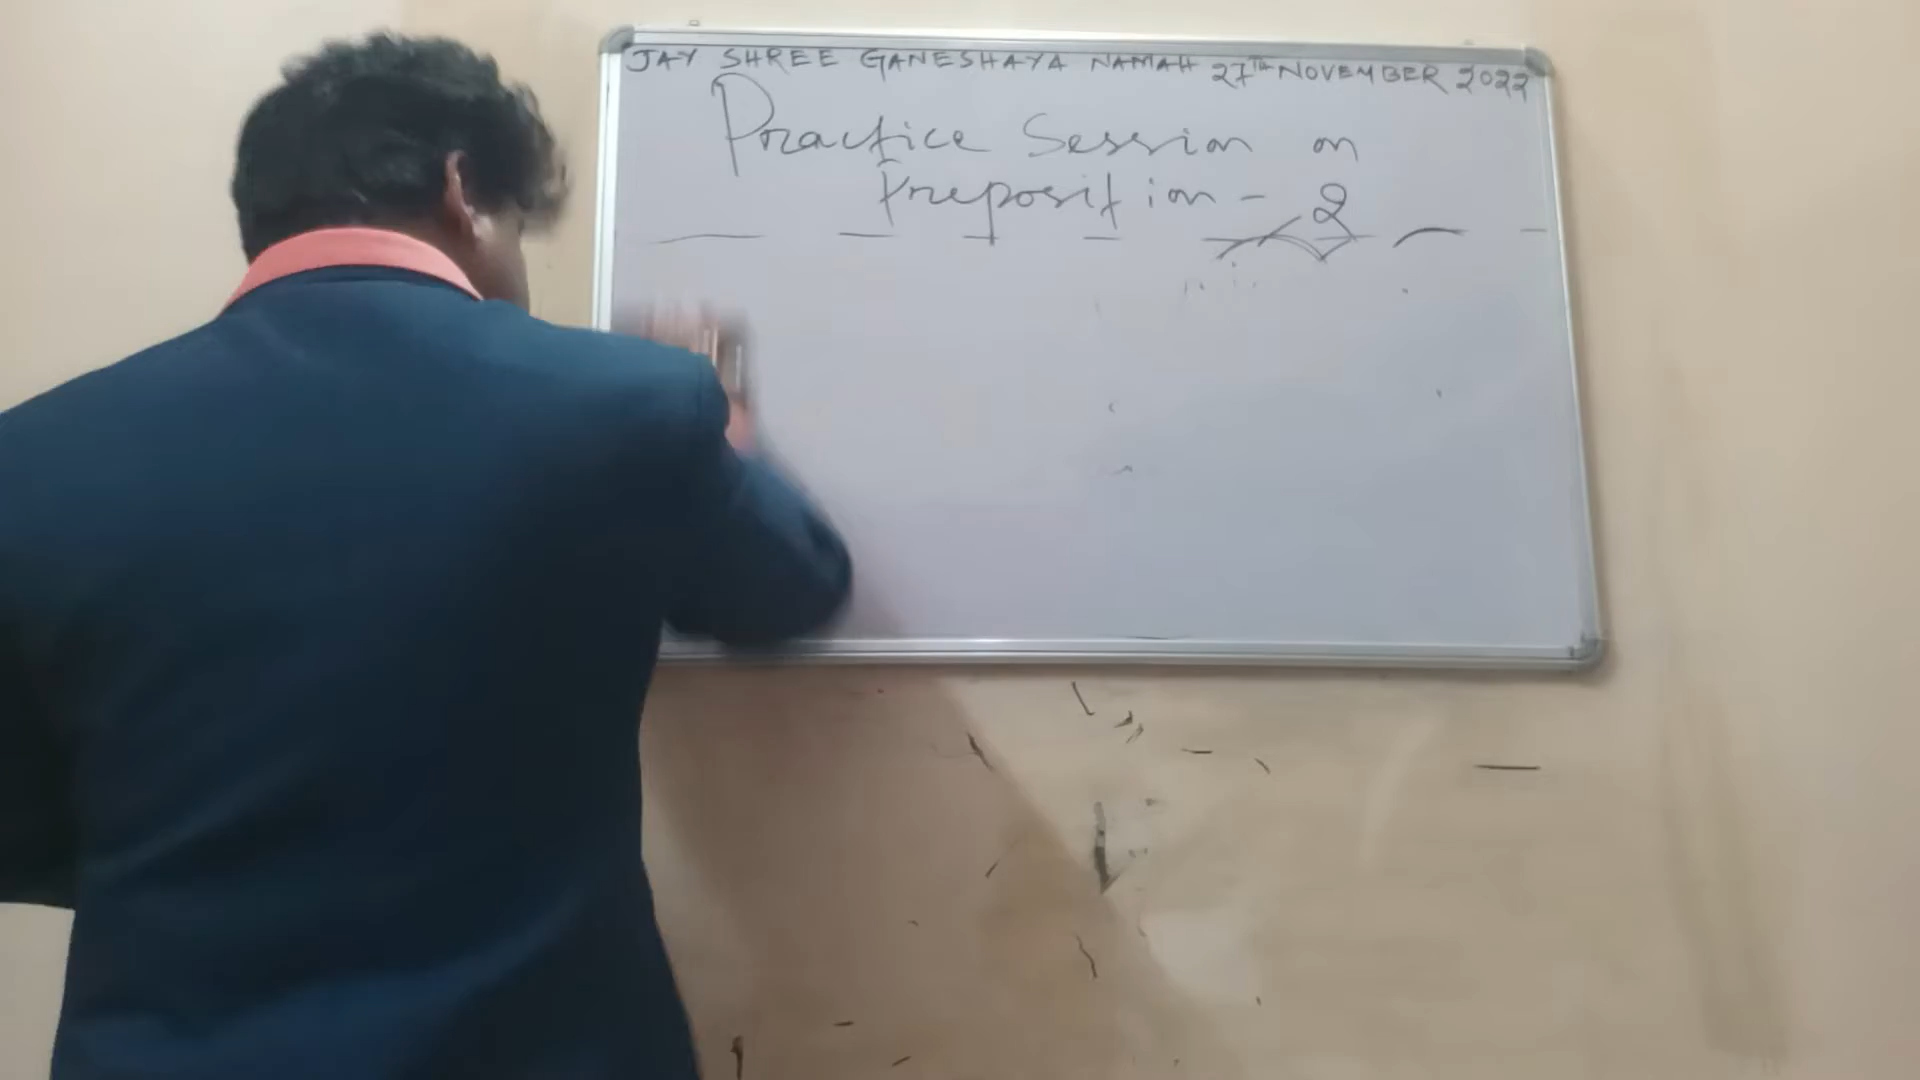 JAY SHREE GANESHAYA NAMAH 27TH NOVEMBER 2022
Practice Session on
Preposition - 2